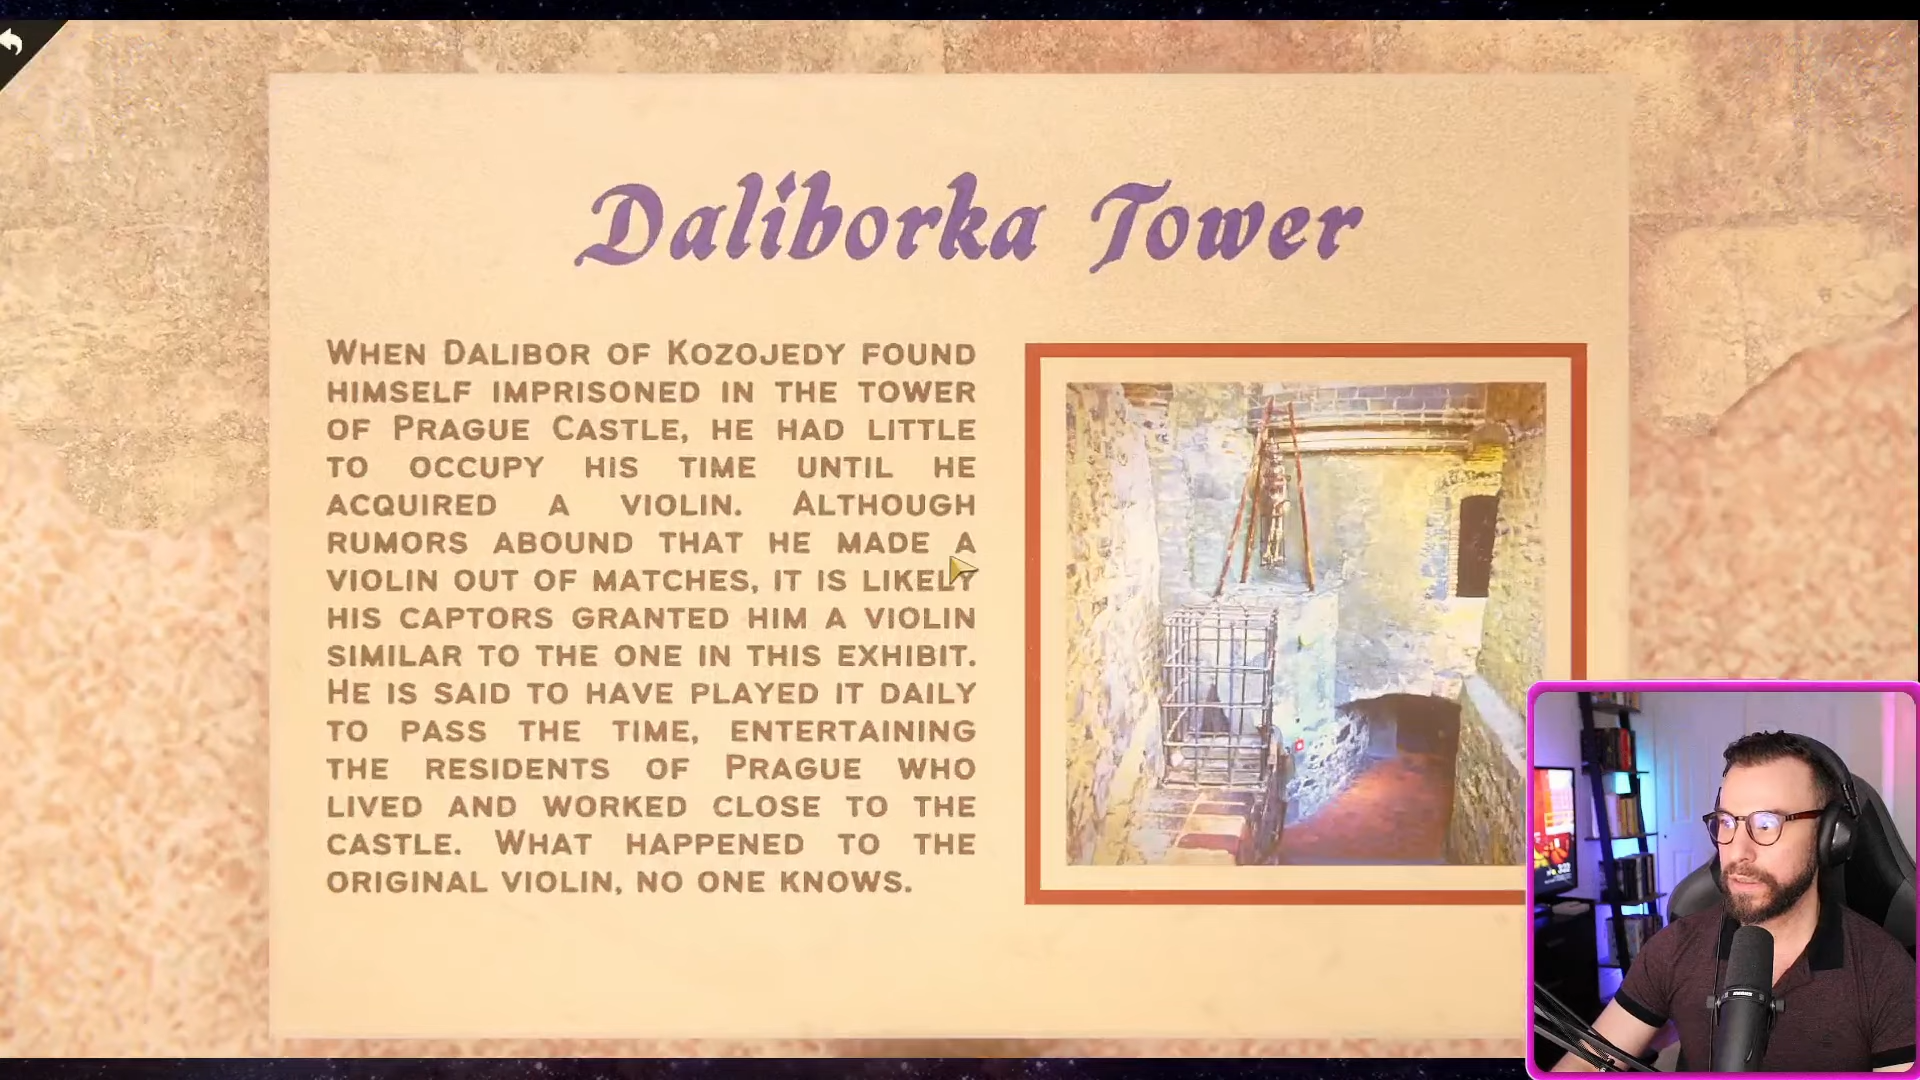 Daliborka Tower
WHEN DALIBOR OF KOZOJEDY FOUND
HIMSELF IMPRISONED IN THE TOWER
OF PRAGUE CASTLE, HE HAD LITTLE
TO OCCUPY HIS TIME UNTIL HE
ACQUIRED A VIOLIN. ALTHOUGH
RUMORS ABOUND THAT HE MADE A
VIOLIN OUT OF MATCHES, IT IS LIKELY
HIS CAPTORS GRANTED HIM A VIOLIN
SIMILAR TO THE ONE IN THIS EXHIBIT.
HE IS SAID TO HAVE PLAYED IT DAILY
TO PASS THE TIME, ENTERTAINING
THE RESIDENTS OF PRAGUE WHO
LIVED AND WORKED CLOSE TO THE
CASTLE. WHAT HAPPENED TO THE
ORIGINAL VIOLIN, NO ONE KNOWS.